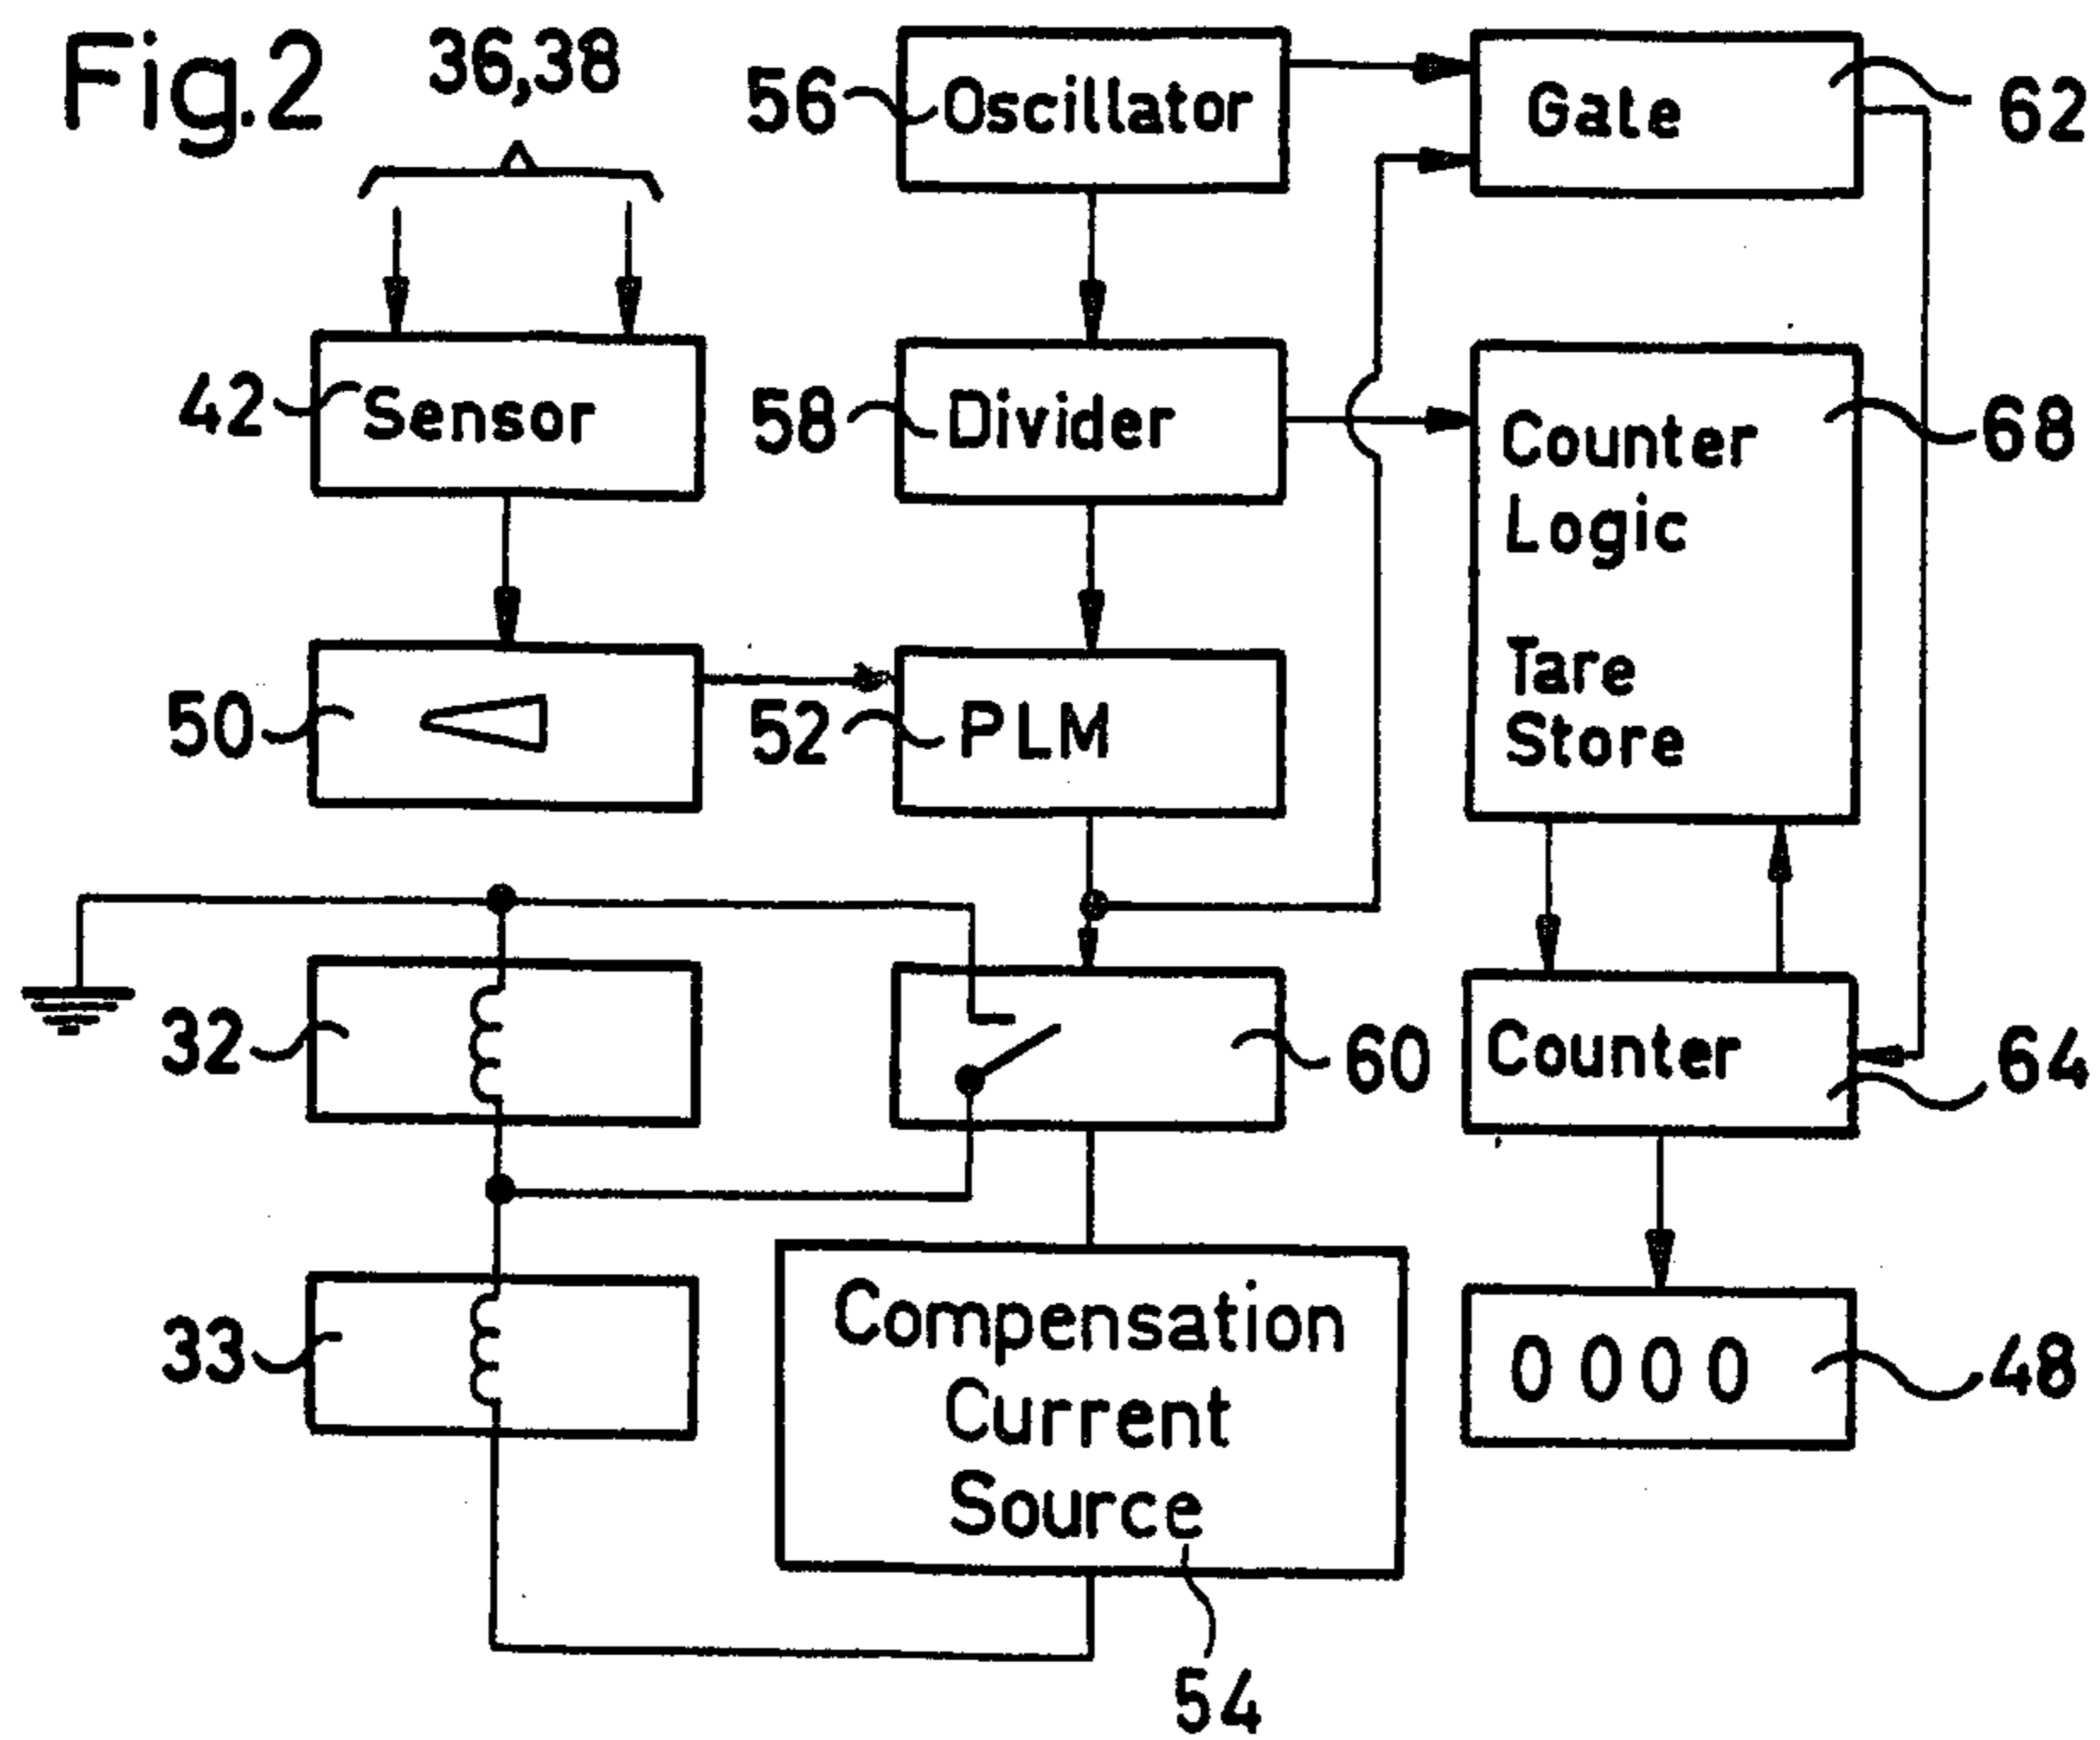 Fig.2
36,38
56
Oscillator
Gate
62
42
Sensor
58
Divider
Counter
Logic
Tare
Store
68
50
52
PLM
32
60
Counter
64
33
Compensation
Current
Source
0000
48
54